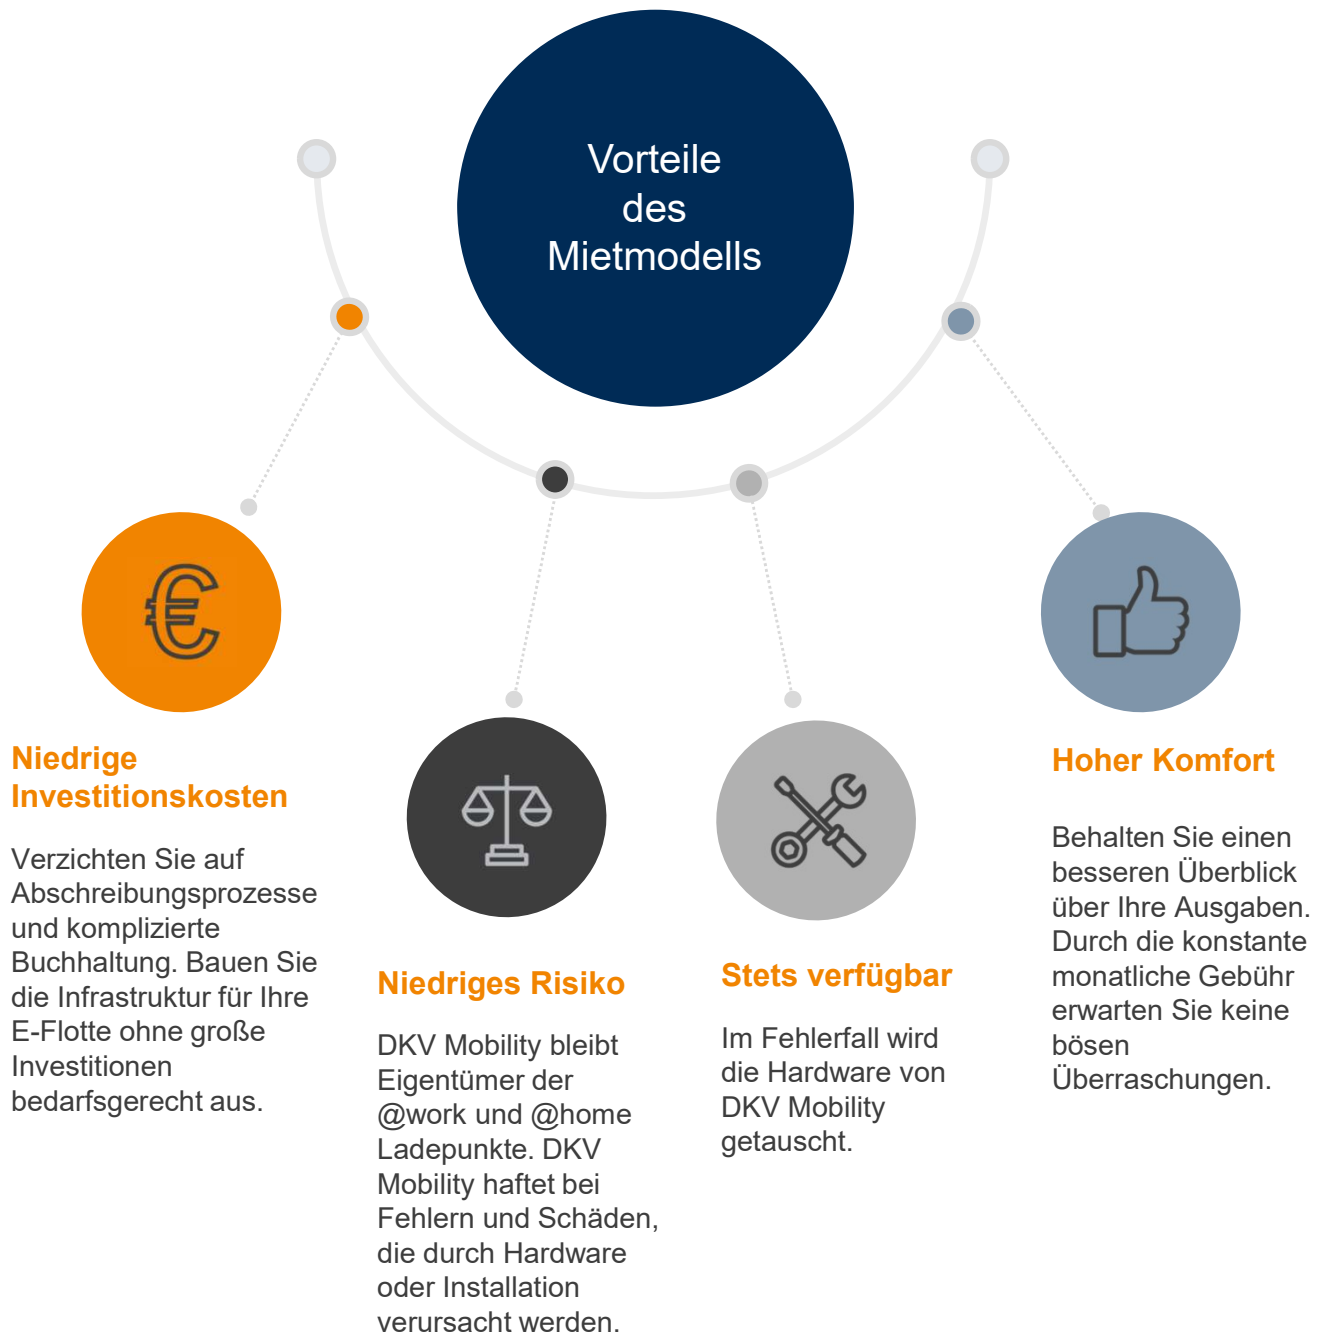 Vorteile
des
Mietmodells
Niedrige
Investitionskosten
Verzichten Sie auf
Abschreibungsprozesse
und komplizierte
Buchhaltung. Bauen Sie
die Infrastruktur für Ihre
E-Flotte ohne große
Investitionen
bedarfsgerecht aus.
Niedriges Risiko
DKV Mobility bleibt
Eigentümer der
@work und @home
Ladepunkte. DKV
Mobility haftet bei
Fehlern und Schäden,
die durch Hardware
oder Installation
verursacht werden.
Stets verfügbar
Im Fehlerfall wird
die Hardware von
DKV Mobility
getauscht.
Hoher Komfort
Behalten Sie einen
besseren Überblick
über Ihre Ausgaben.
Durch die konstante
monatliche Gebühr
erwarten Sie keine
bösen
Überraschungen.